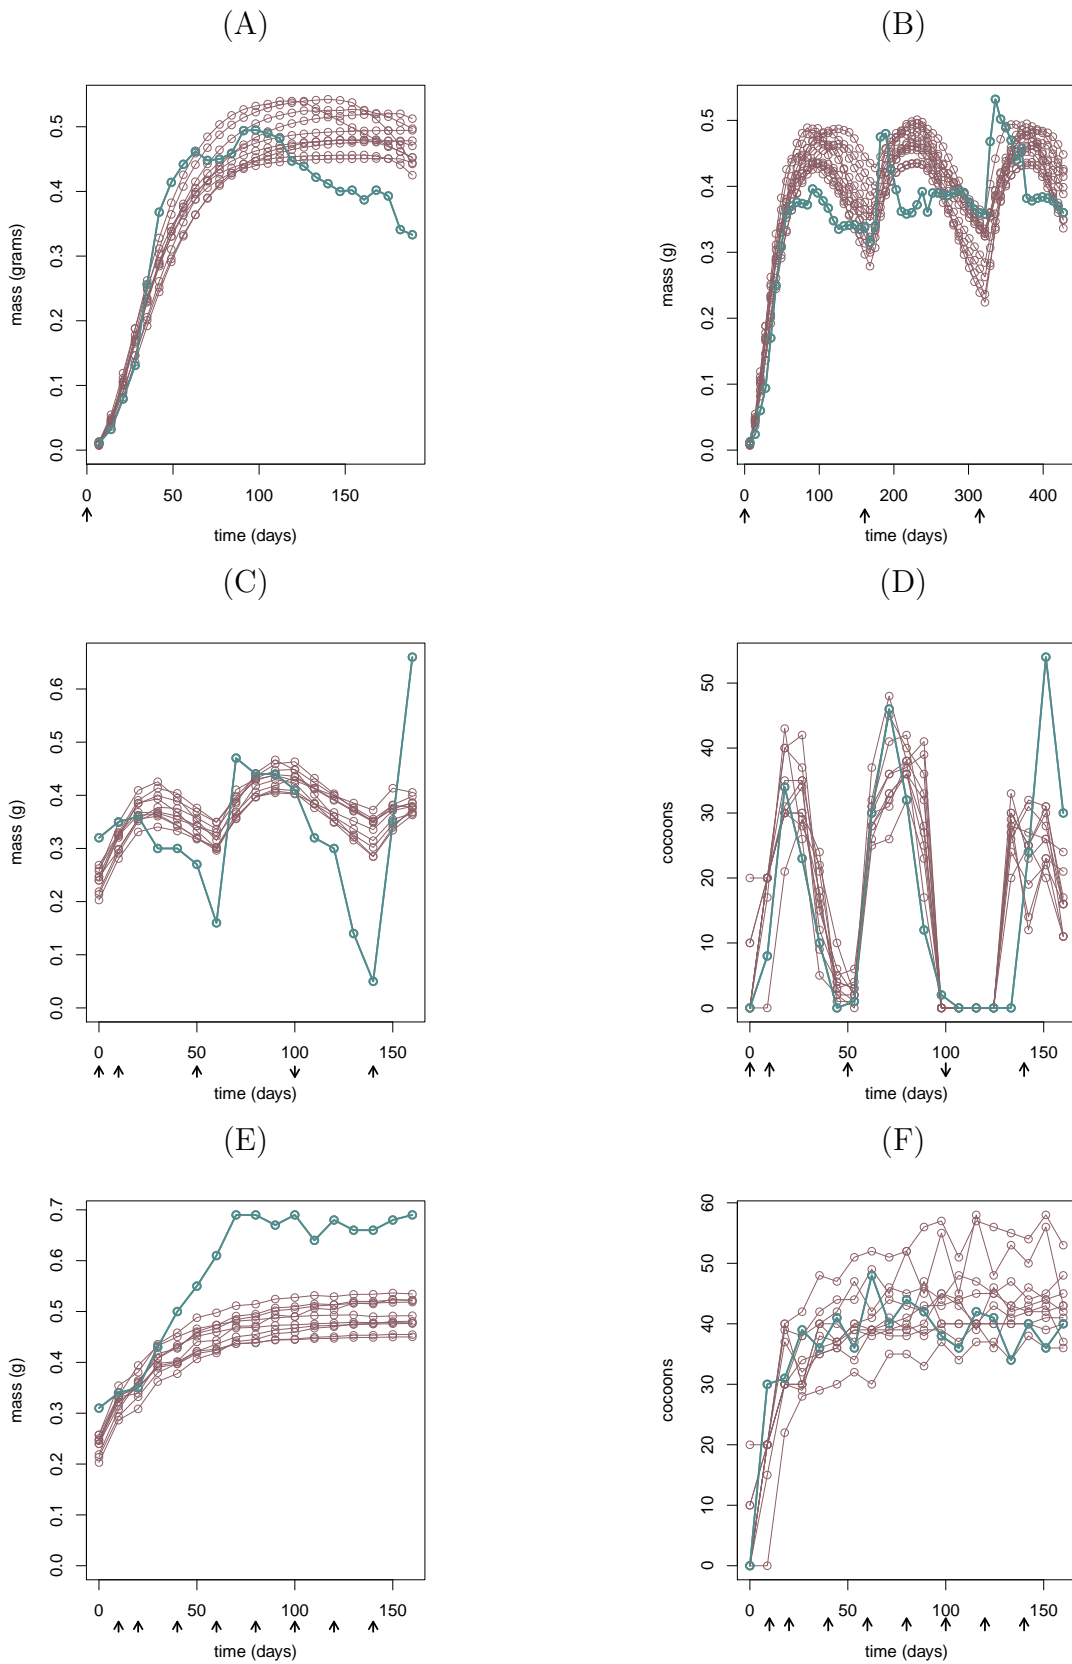 (A)
(B)
mass (grams)
0.0 0.1 0.2 0.3 0.4 0.5
0 50 100 150
time (days)
mass (g)
0.0 0.1 0.2 0.3 0.4 0.5
0 100 200 300 400
time (days)
(C)
(D)
mass (g)
0.0 0.1 0.2 0.3 0.4 0.5 0.6
0 50 100 150
time (days)
cocoons
0 10 20 30 40 50
0 50 100 150
time (days)
(E)
(F)
mass (g)
0.0 0.1 0.2 0.3 0.4 0.5 0.6 0.7
0 50 100 150
time (days)
cocoons
0 10 20 30 40 50 60
0 50 100 150
time (days)